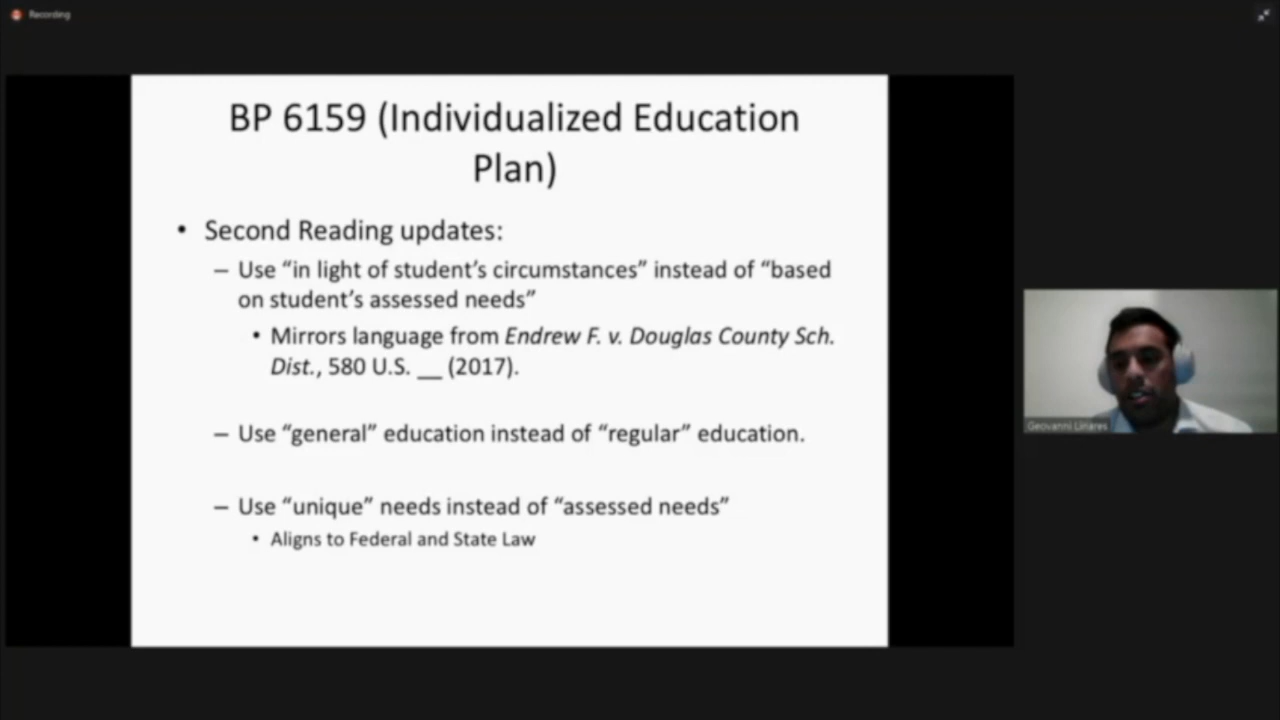 Recording
BP 6159 (Individualized Education
Plan)
• Second Reading updates:
– Use “in light of student’s circumstances” instead of “based
on student’s assessed needs”
• Mirrors language from Endrew F. v. Douglas County Sch.
Dist., 580 U.S. __ (2017).
– Use “general” education instead of “regular” education.
– Use “unique” needs instead of “assessed needs”
• Aligns to Federal and State Law
Geovanni Linares